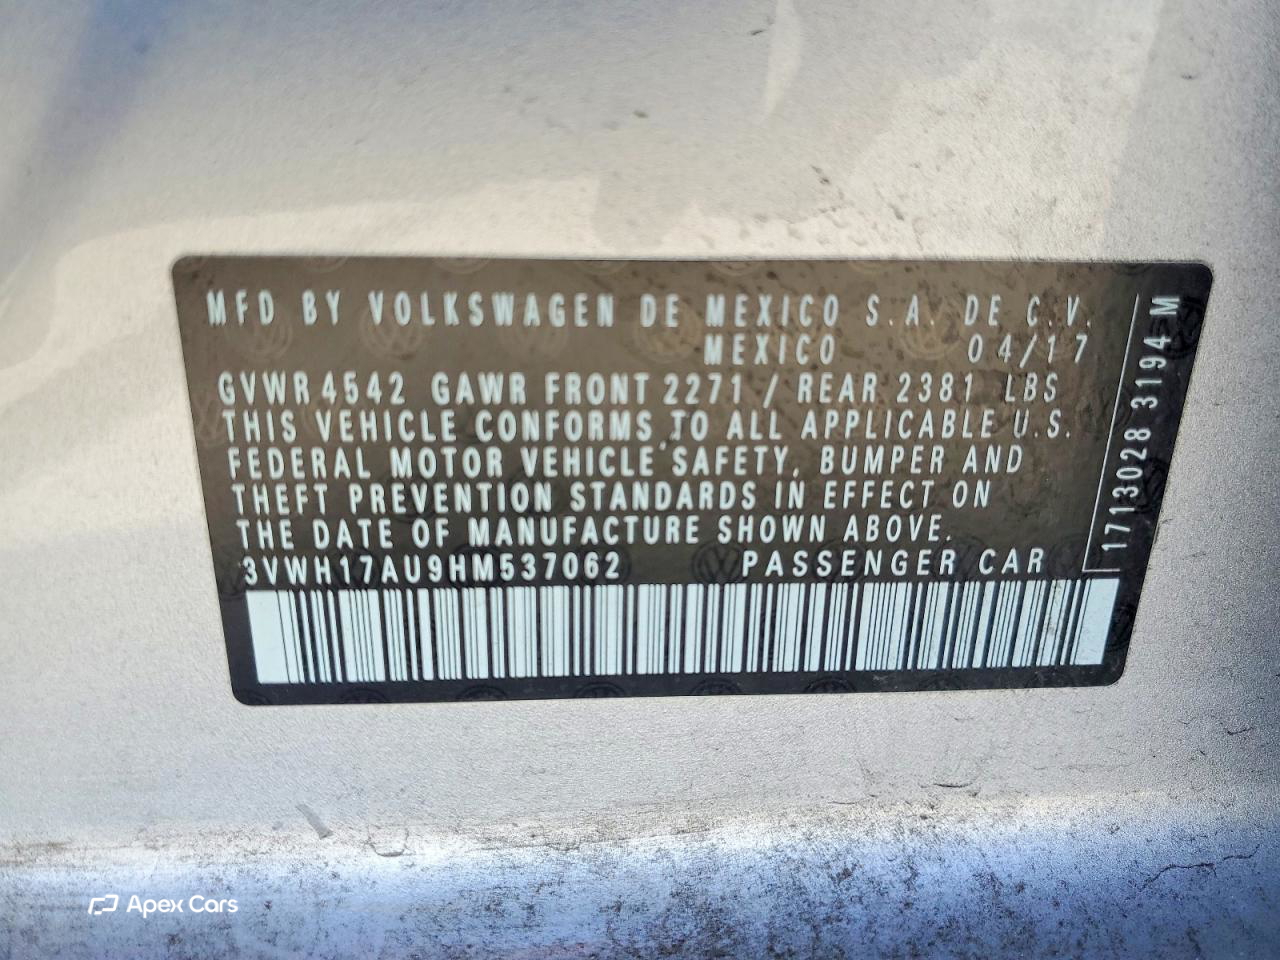 MFD BY VOLKSWAGEN DE MEXICO S.A. DE C.V.
MEXICO 04/17
GVWR 4542 GAWR FRONT 2271 / REAR 2381 LBS
THIS VEHICLE CONFORMS TO ALL APPLICABLE U.S.
FEDERAL MOTOR VEHICLE SAFETY, BUMPER AND
THEFT PREVENTION STANDARDS IN EFFECT ON
THE DATE OF MANUFACTURE SHOWN ABOVE.
3VWH17AU9HM537062 PASSENGER CAR
1713028 3194 M
Apex Cars